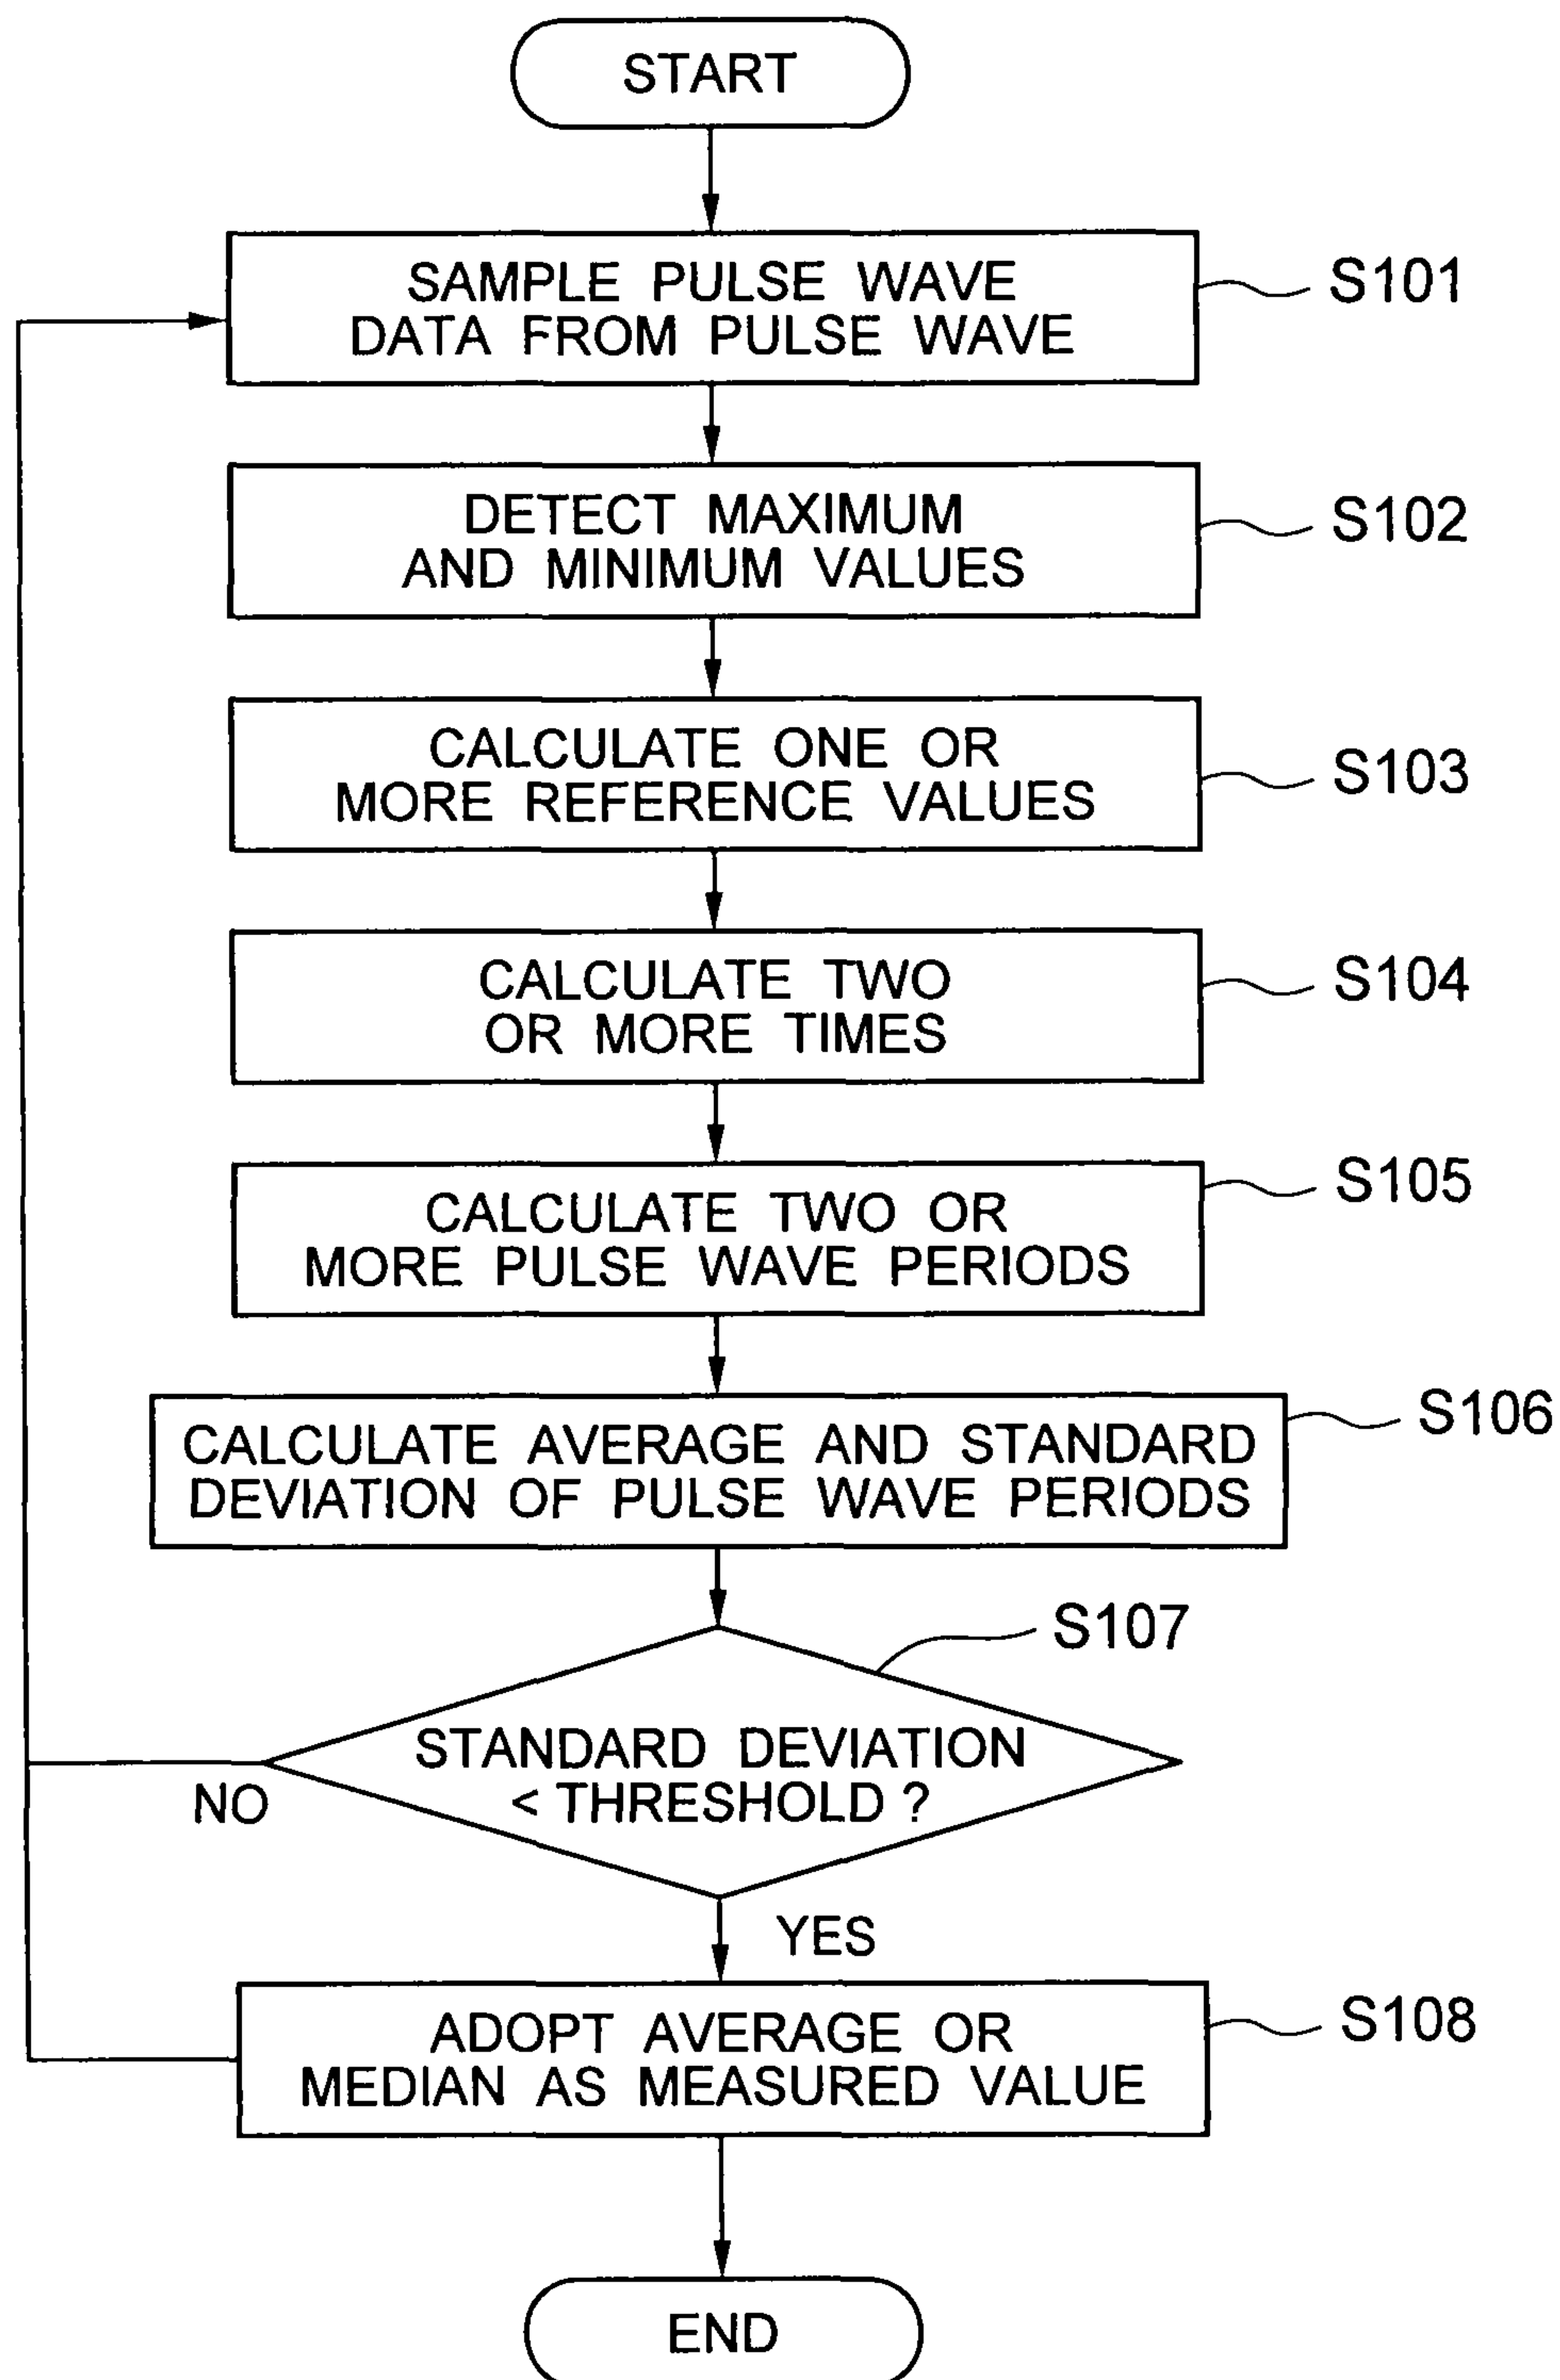 START
SAMPLE PULSE WAVE
DATA FROM PULSE WAVE
S101
DETECT MAXIMUM
AND MINIMUM VALUES
S102
CALCULATE ONE OR
MORE REFERENCE VALUES
S103
CALCULATE TWO
OR MORE TIMES
S104
CALCULATE TWO OR
MORE PULSE WAVE PERIODS
S105
CALCULATE AVERAGE AND STANDARD
DEVIATION OF PULSE WAVE PERIODS
S106
S107
STANDARD DEVIATION
< THRESHOLD ?
NO
YES
ADOPT AVERAGE OR
MEDIAN AS MEASURED VALUE
S108
END